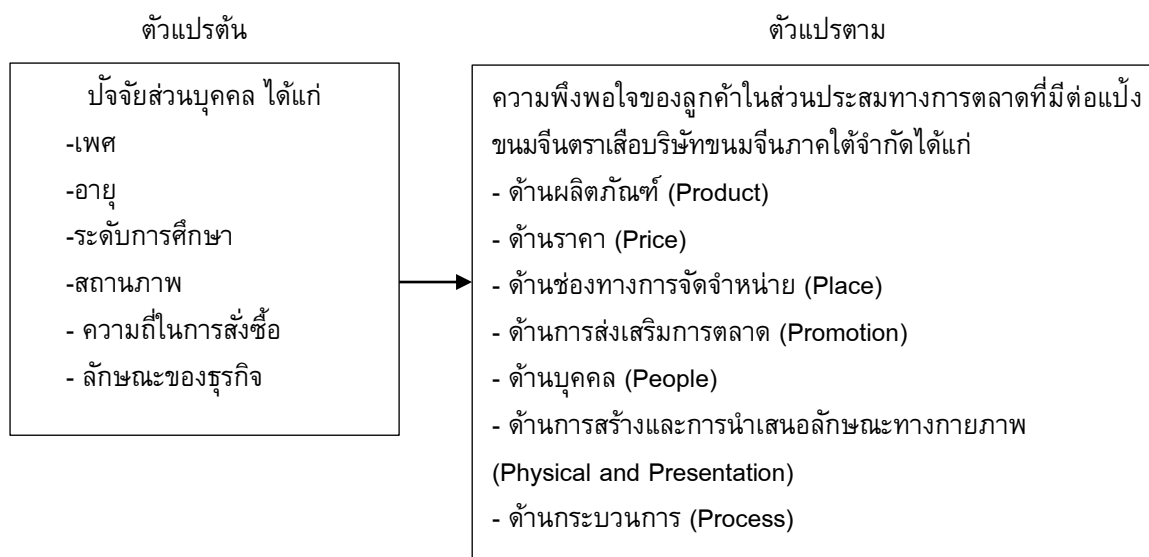 ตัวแปรต้น
ปัจจัยส่วนบุคคล ได้แก่
-เพศ
-อายุ
-ระดับการศึกษา
-สถานภาพ
- ความถี่ในการสั่งซื้อ
- ลักษณะของธุรกิจ
ตัวแปรตาม
ความพึงพอใจของลูกค้าในส่วนประสมทางการตลาดที่มีต่อแป้ง
ขนมจีนตราเสือบริษัทขนมจีนภาคใต้จำกัดได้แก่
- ด้านผลิตภัณฑ์ (Product)
- ด้านราคา (Price)
- ด้านช่องทางการจัดจำหน่าย (Place)
- ด้านการส่งเสริมการตลาด (Promotion)
- ด้านบุคคล (People)
- ด้านการสร้างและการนำเสนอลักษณะทางกายภาพ
(Physical and Presentation)
- ด้านกระบวนการ (Process)